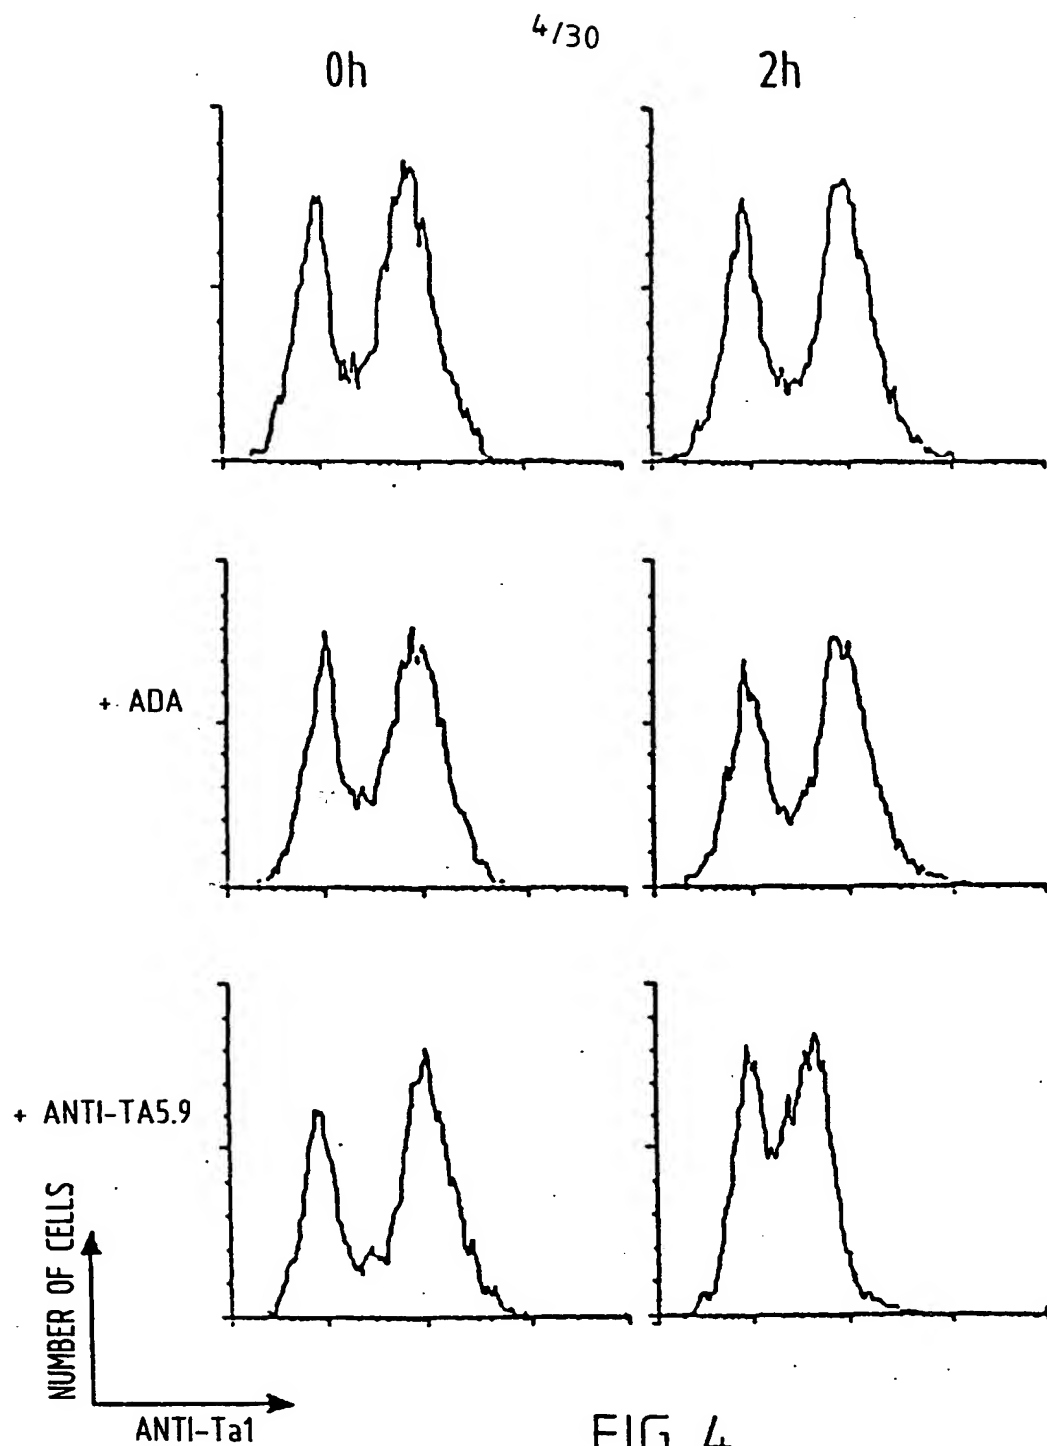 4/30
0h
2h
+ ADA
+ ANTI-TA5.9
NUMBER OF CELLS
ANTI-Ta1
FIG. 4